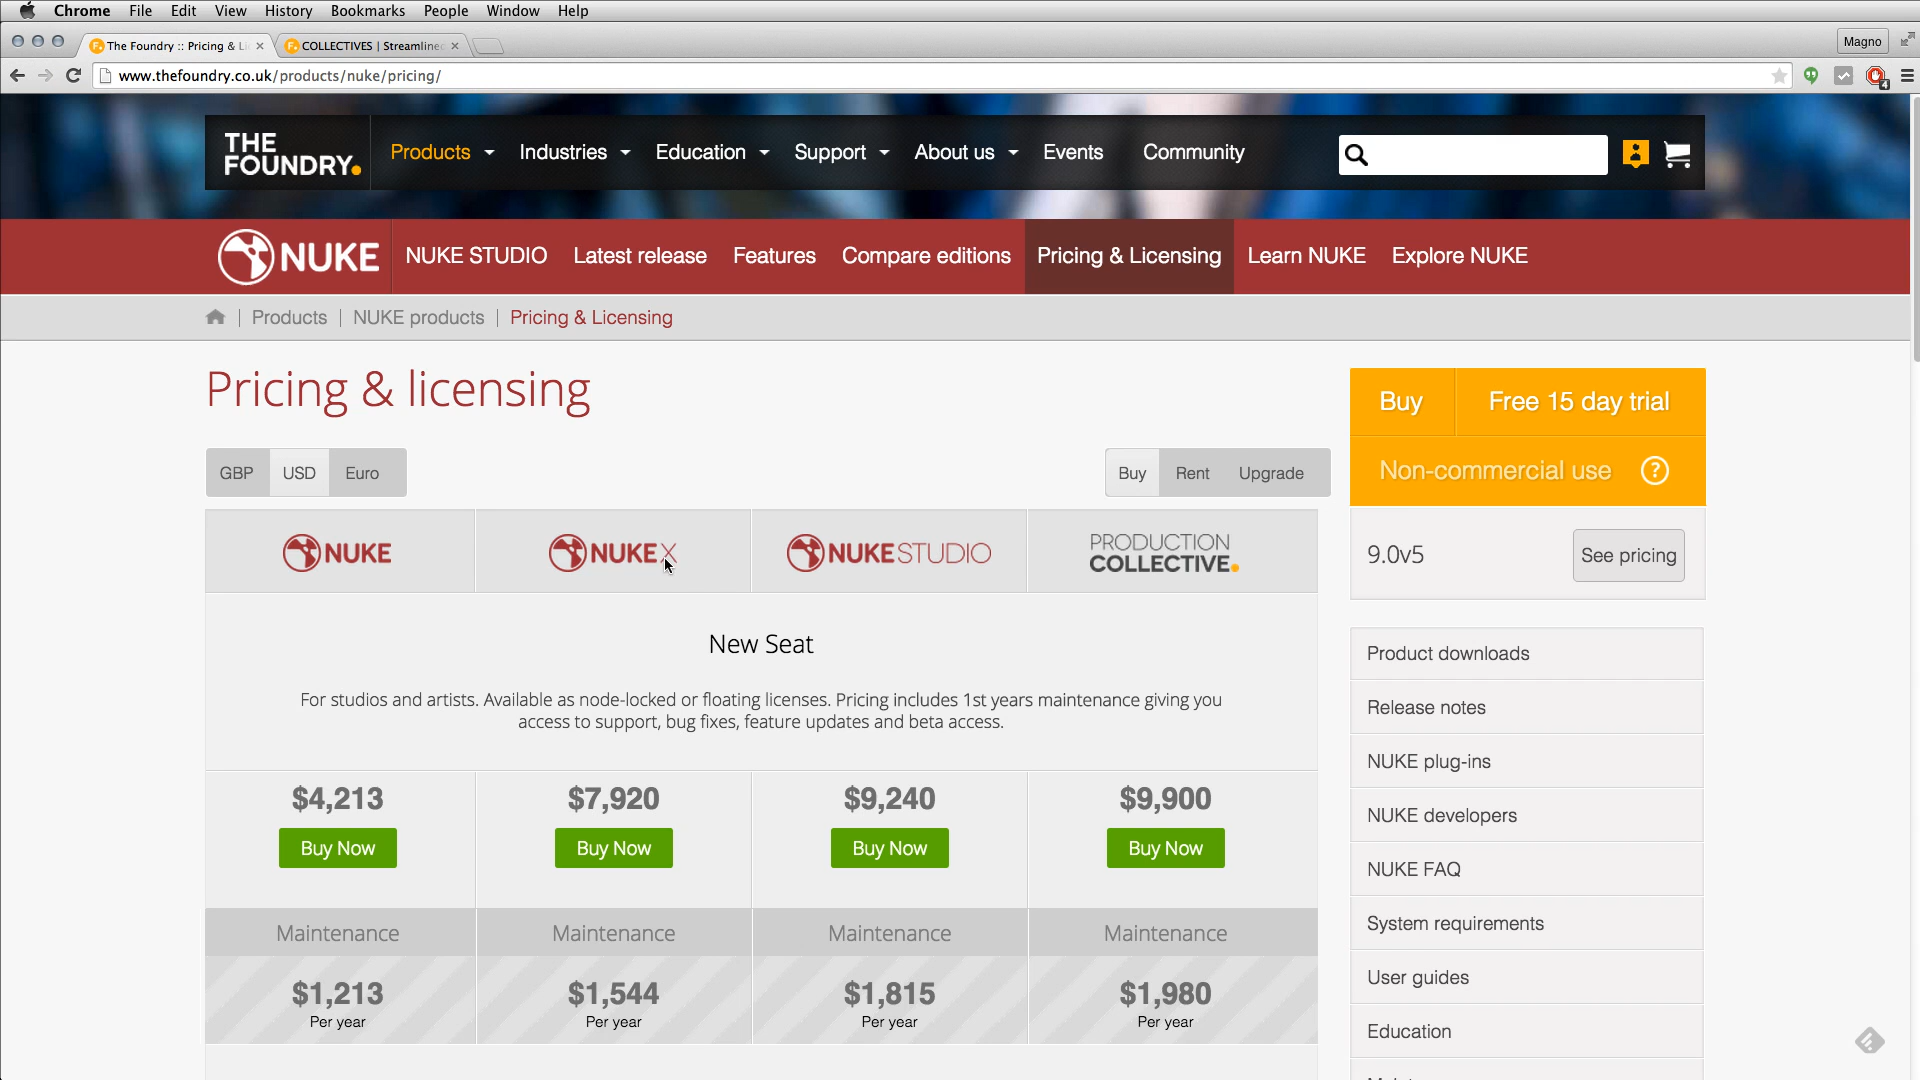 Chrome File Edit View History Bookmarks People Window Help
The Foundry :: Pricing & Li
COLLECTIVES | Streamline
Magno
www.thefoundry.co.uk/products/nuke/pricing/
4
THE FOUNDRY.
Products Industries Education Support About us Events Community
NUKE NUKE STUDIO Latest release Features Compare editions Pricing & Licensing Learn NUKE Explore NUKE
Products | NUKE products | Pricing & Licensing
Pricing & licensing
GBP USD Euro
Buy Rent Upgrade
NUKE NUKEX NUKESTUDIO PRODUCTION COLLECTIVE.
New Seat
For studios and artists. Available as node-locked or floating licenses. Pricing includes 1st years maintenance giving you
access to support, bug fixes, feature updates and beta access.
$4,213 $7,920 $9,240 $9,900
Buy Now Buy Now Buy Now Buy Now
Maintenance Maintenance Maintenance Maintenance
$1,213 $1,544 $1,815 $1,980
Per year Per year Per year Per year
Buy Free 15 day trial
Non-commercial use ?
9.0v5 See pricing
Product downloads
Release notes
NUKE plug-ins
NUKE developers
NUKE FAQ
System requirements
User guides
Education